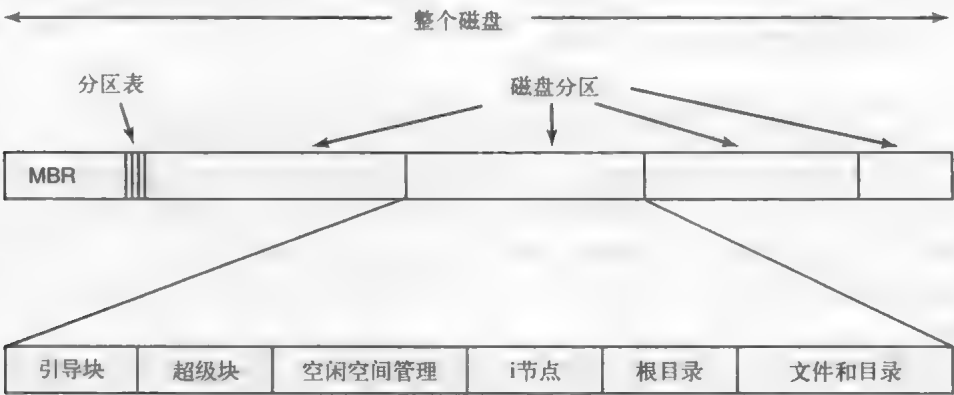 整个磁盘
分区表
磁盘分区
MBR
引导块
超级块
空闲空间管理
i节点
根目录
文件和目录